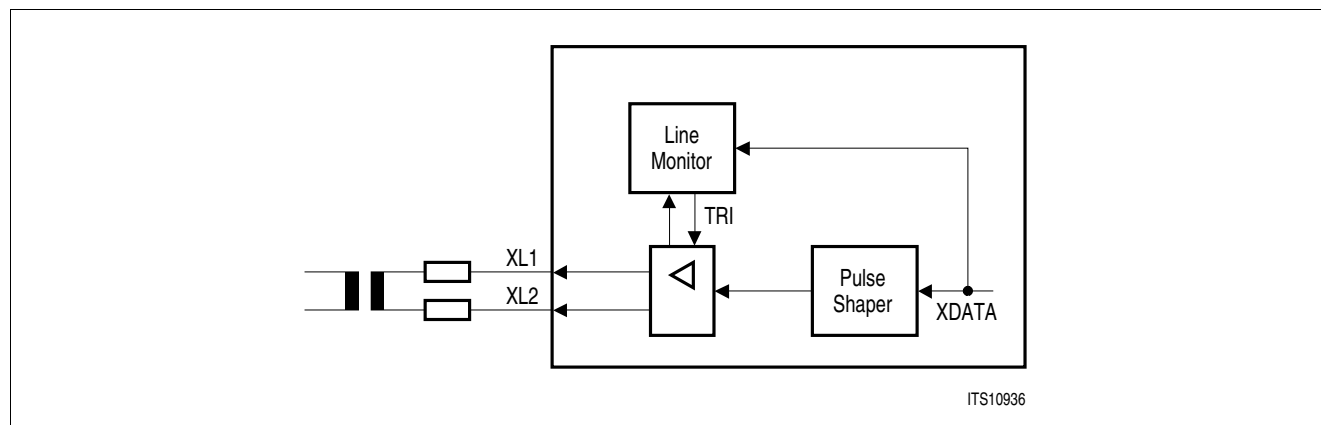 Line
Monitor
TRI
XL1
XL2
Pulse
Shaper
XDATA
ITS10936